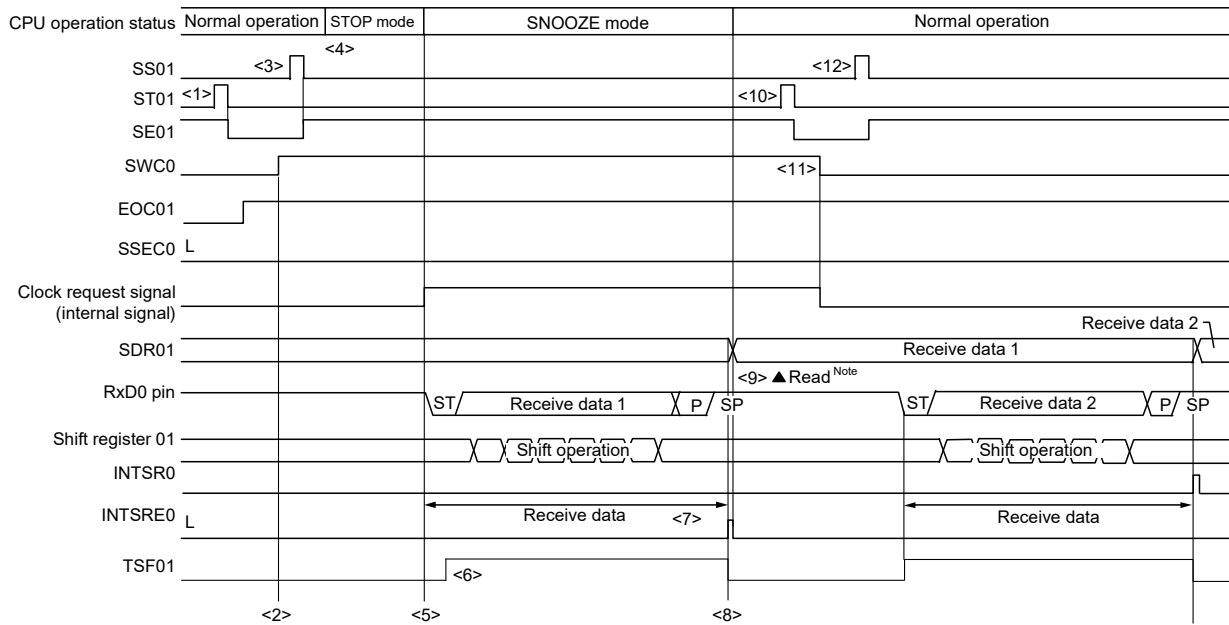 CPU operation status Normal operation STOP mode SNOOZE mode Normal operation
<4>
SS01 <3> <12>
ST01 <1> <10>
SE01
SWC0 <11>
EOC01
SSEC0 L
Clock request signal
(internal signal)
Receive data 2
SDR01 Receive data 1
<9> ▲ Read Note
RxD0 pin ST Receive data 1 P SP ST Receive data 2 P SP
Shift register 01 Shift operation Shift operation
INTSR0
Receive data <7> Receive data
INTSRE0 L
TSF01 <6>
<2> <5> <8>